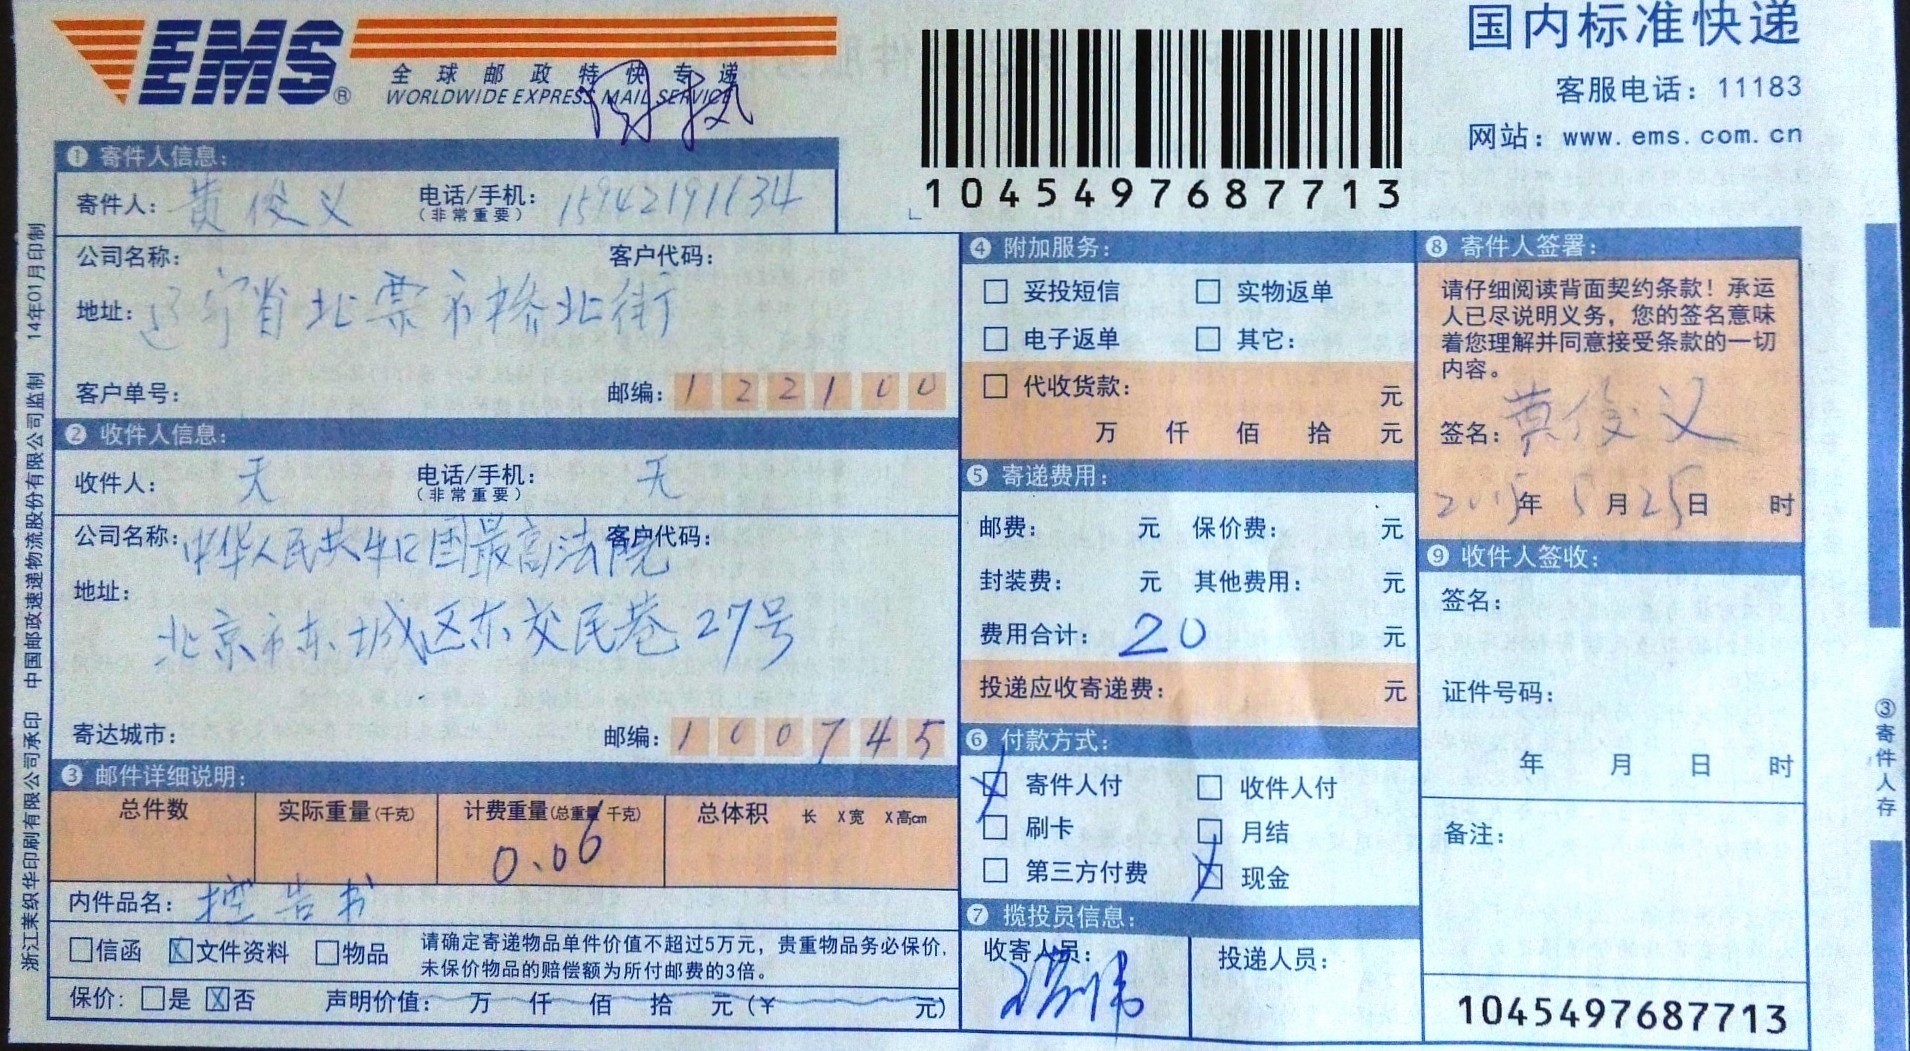 EMS®
全球邮政特快专递
WORLDWIDE EXPRESS MAIL SERVICE
1045497687713
国内标准快递
客服电话：11183
网站：www.ems.com.cn
❶ 寄件人信息：
寄件人：黄俊义 电话/手机：（非常重要）15942191634
公司名称： 客户代码：
地址：辽宁省北票市桥北街
客户单号： 邮编：122100
❷ 收件人信息：
收件人：无 电话/手机：（非常重要）无
公司名称：中华人民共和国最高法院 客户代码：
地址：
北京市东城区东交民巷27号
寄达城市： 邮编：100745
❸ 邮件详细说明：
总件数 实际重量(千克) 计费重量(总重量 千克) 总体积 长 X宽 X高cm
0.06
内件品名：控告书
信函 文件资料 物品
请确定寄递物品单件价值不超过5万元，贵重物品务必保价，
未保价物品的赔偿额为所付邮费的3倍。
保价：是 否 声明价值： 万 仟 佰 拾 元（¥ 元）
❹ 附加服务：
妥投短信 实物返单
电子返单 其它：
代收货款： 元
万 仟 佰 拾 元
❺ 寄递费用：
邮费： 元 保价费： 元
封装费： 元 其他费用： 元
费用合计：20 元
投递应收寄递费： 元
❻ 付款方式：
寄件人付 收件人付
刷卡 月结
第三方付费 现金
❼ 揽投员信息：
收寄人员： 投递人员：
❽ 寄件人签署：
请仔细阅读背面契约条款！承运
人已尽说明义务，您的签名意味
着您理解并同意接受条款的一切
内容。
签名：黄俊义
2015年5月25日 时
❾ 收件人签收：
签名：
证件号码：
年 月 日 时
备注：
1045497687713
③寄件人存
浙江莱织华印刷有限公司承印 中国邮政速递物流股份有限公司监制 14年01月印制